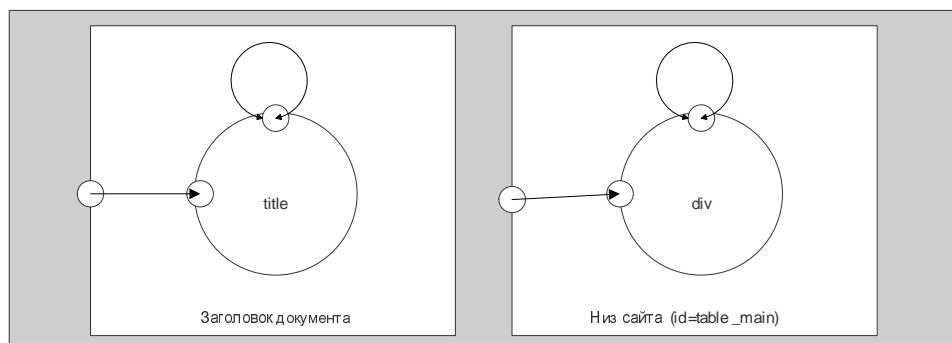 title
div
Заголовок документа
Низ сайта (id=table_main)